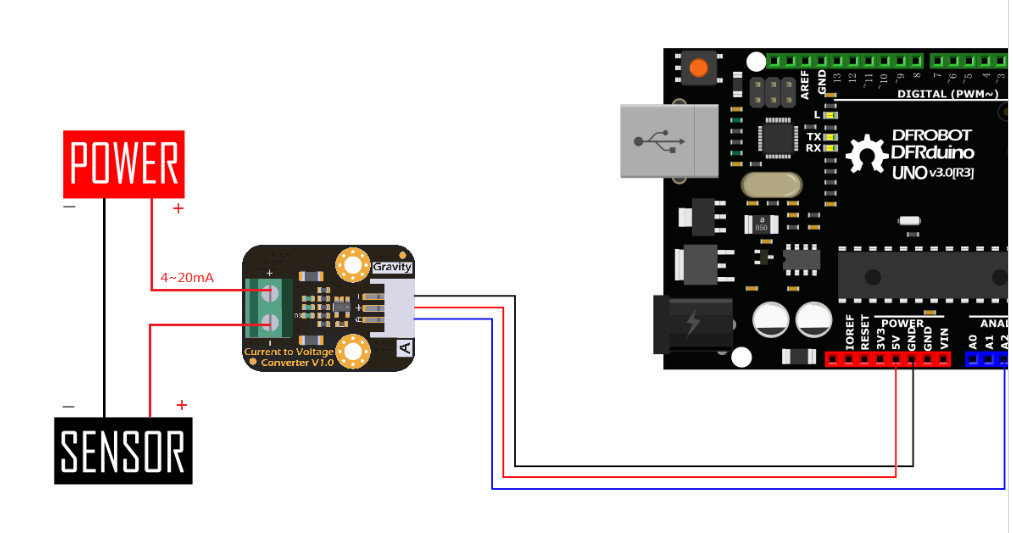 POWER
− +
4~20mA
+
-
Gravity
- + A
A
Current to Voltage
Converter V1.0
− +
SENSOR
AREF
GND
13
12
~11
~10
~9
8
7
~6
~5
4
~3
DIGITAL (PWM~)
L
TX
RX
DFROBOT
DFRduino
UNO v3.0[R3]
a
050
POWER
ANAL
IOREF
RESET
3V3
5V
GND
GND
VIN
A0
A1
A2